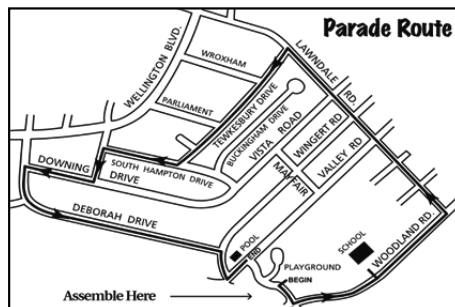 Parade Route
WELLINGTON BLVD.
WROXHAM
LAWNDALE RD.
PARLIAMENT
TEWKESBURY DRIVE
BUCKINGHAM DRIVE
VISTA ROAD
WINGERT RD
VALLEY RD
MAYFAIR
DOWNING DRIVE
SOUTH HAMPTON DRIVE
DEBORAH DRIVE
POOL
END
SCHOOL
WOODLAND RD.
PLAYGROUND
BEGIN
Assemble Here